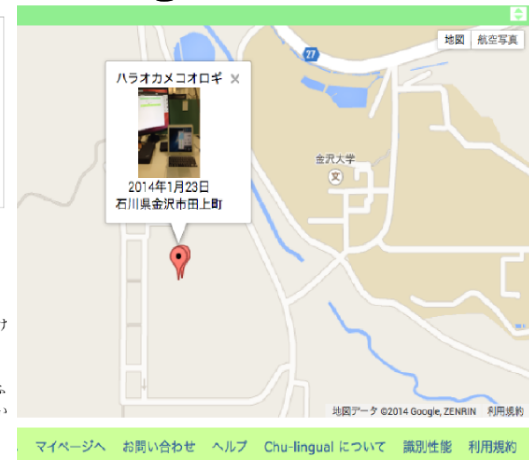 地図 航空写真
27
ハラオカメコオロギ ×
2014年1月23日
石川県金沢市田上町
金沢大学
文
け
い
地図データ ©2014 Google, ZENRIN 利用規約
マイページへ お問い合わせ ヘルプ Chu-lingual について 識別性能 利用規約